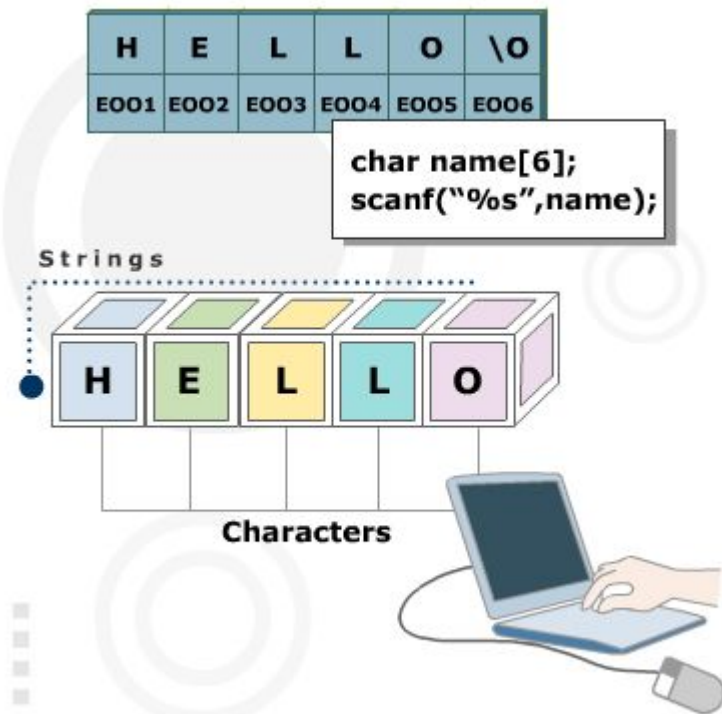 H E L L O \O
EOO1 EOO2 EOO3 EOO4 EOO5 EOO6
char name[6];
scanf(“%s”,name);
Strings
H E L L O
Characters